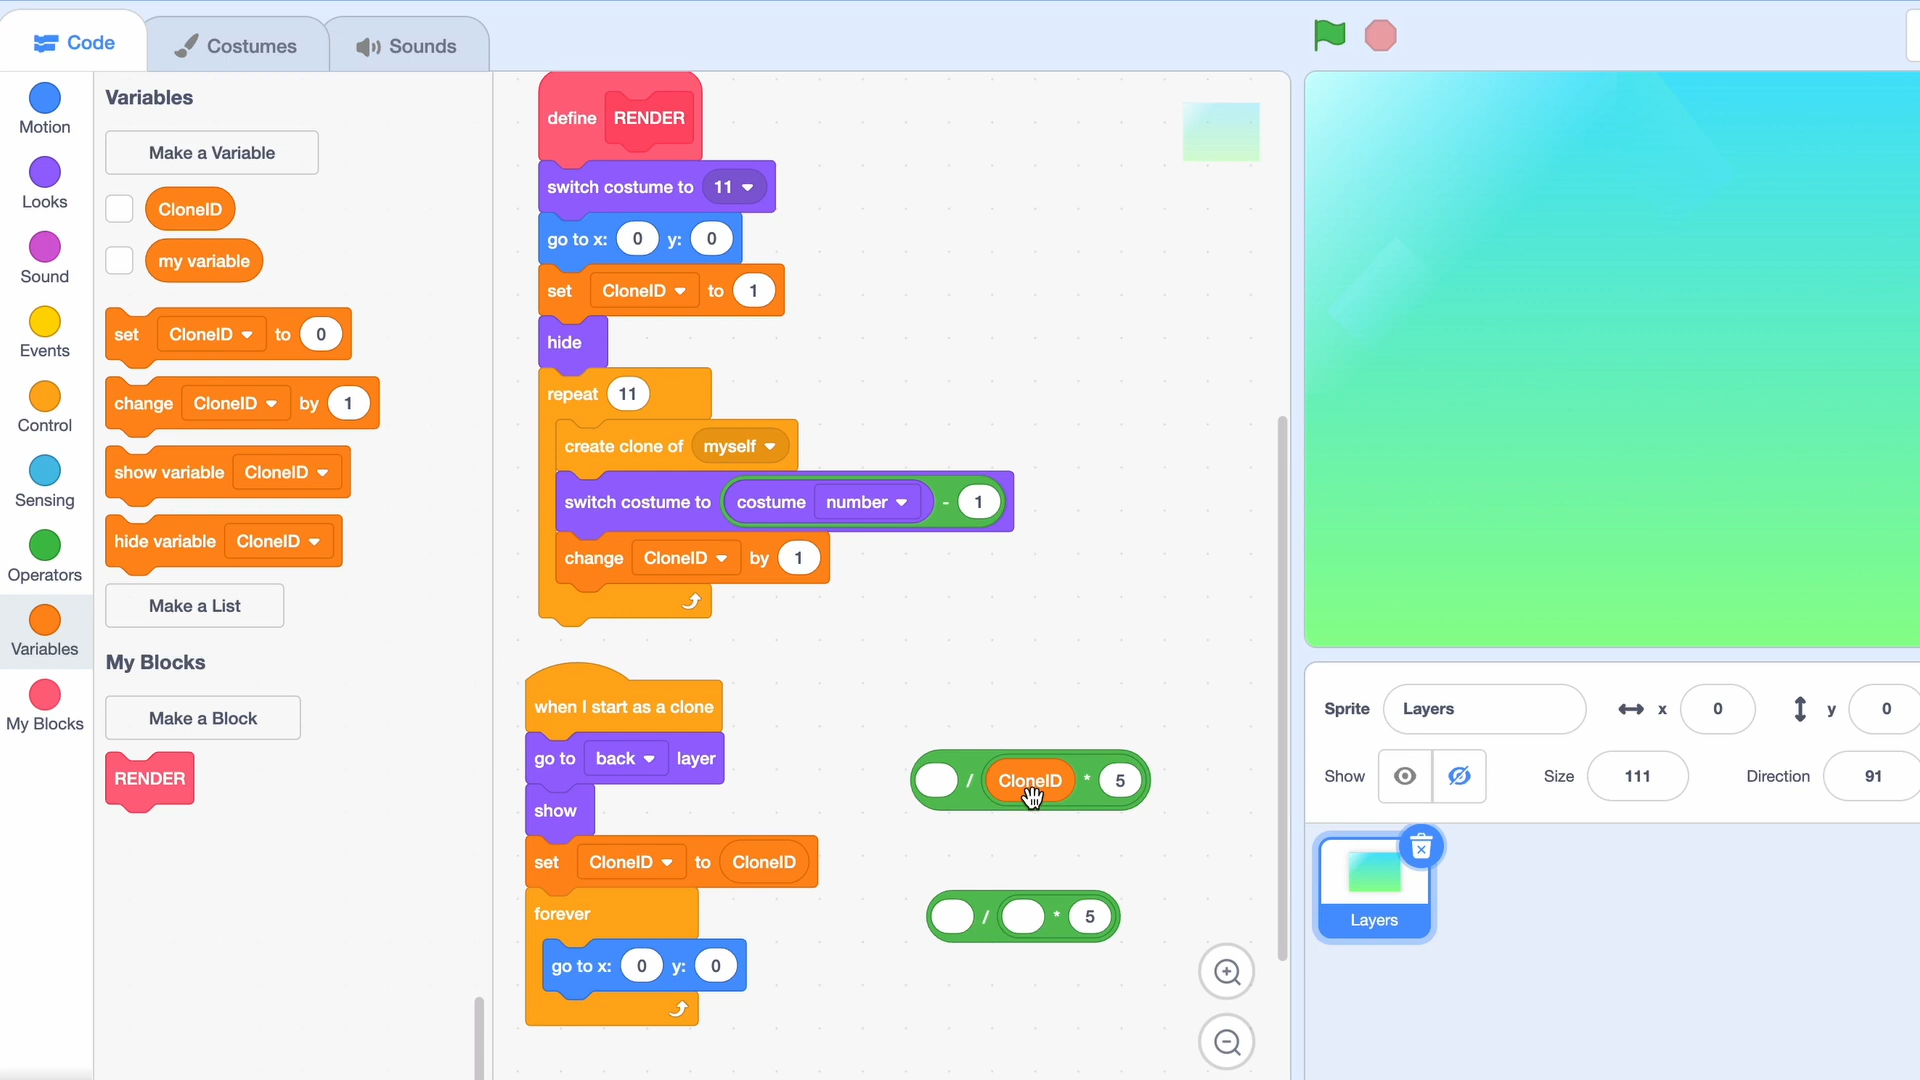 Code
Costumes
Sounds
Motion
Looks
Sound
Events
Control
Sensing
Operators
Variables
My Blocks
Variables
Make a Variable
CloneID
my variable
set CloneID to 0
change CloneID by 1
show variable CloneID
hide variable CloneID
Make a List
My Blocks
Make a Block
RENDER
define RENDER
switch costume to 11
go to x: 0 y: 0
set CloneID to 1
hide
repeat 11
create clone of myself
switch costume to costume number - 1
change CloneID by 1
when I start as a clone
go to back layer
show
set CloneID to CloneID
forever
go to x: 0 y: 0
/ CloneID * 5
/ * 5
Sprite Layers x 0 y 0
Show Size 111 Direction 91
Layers